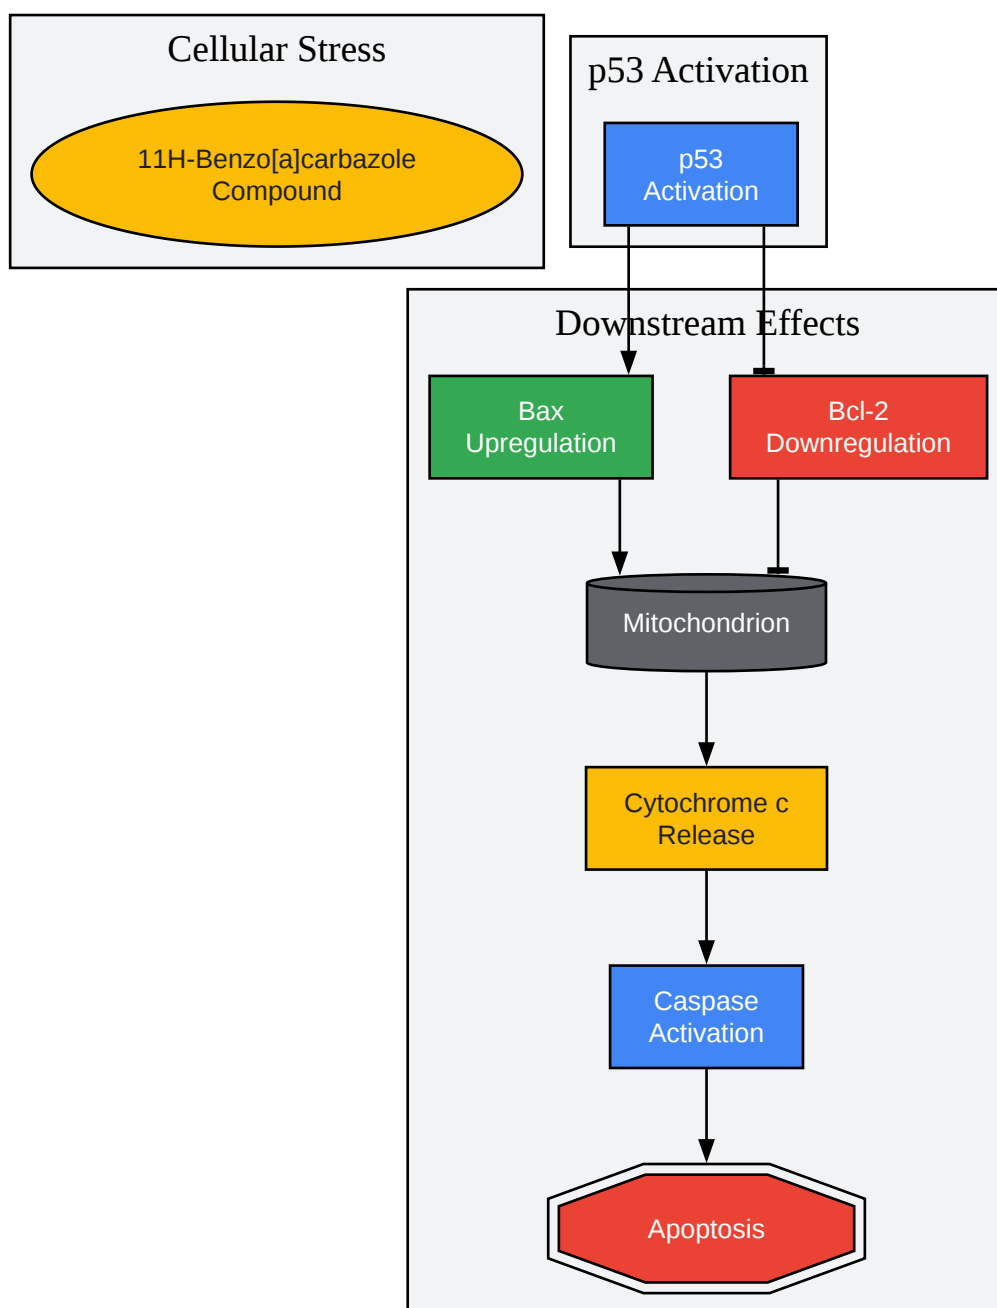 Cellular Stress
11H-Benzo[a]carbazole
Compound
p53 Activation
p53
Activation
Downstream Effects
Bax
Upregulation
Bcl-2
Downregulation
Mitochondrion
Cytochrome c
Release
Caspase
Activation
Apoptosis